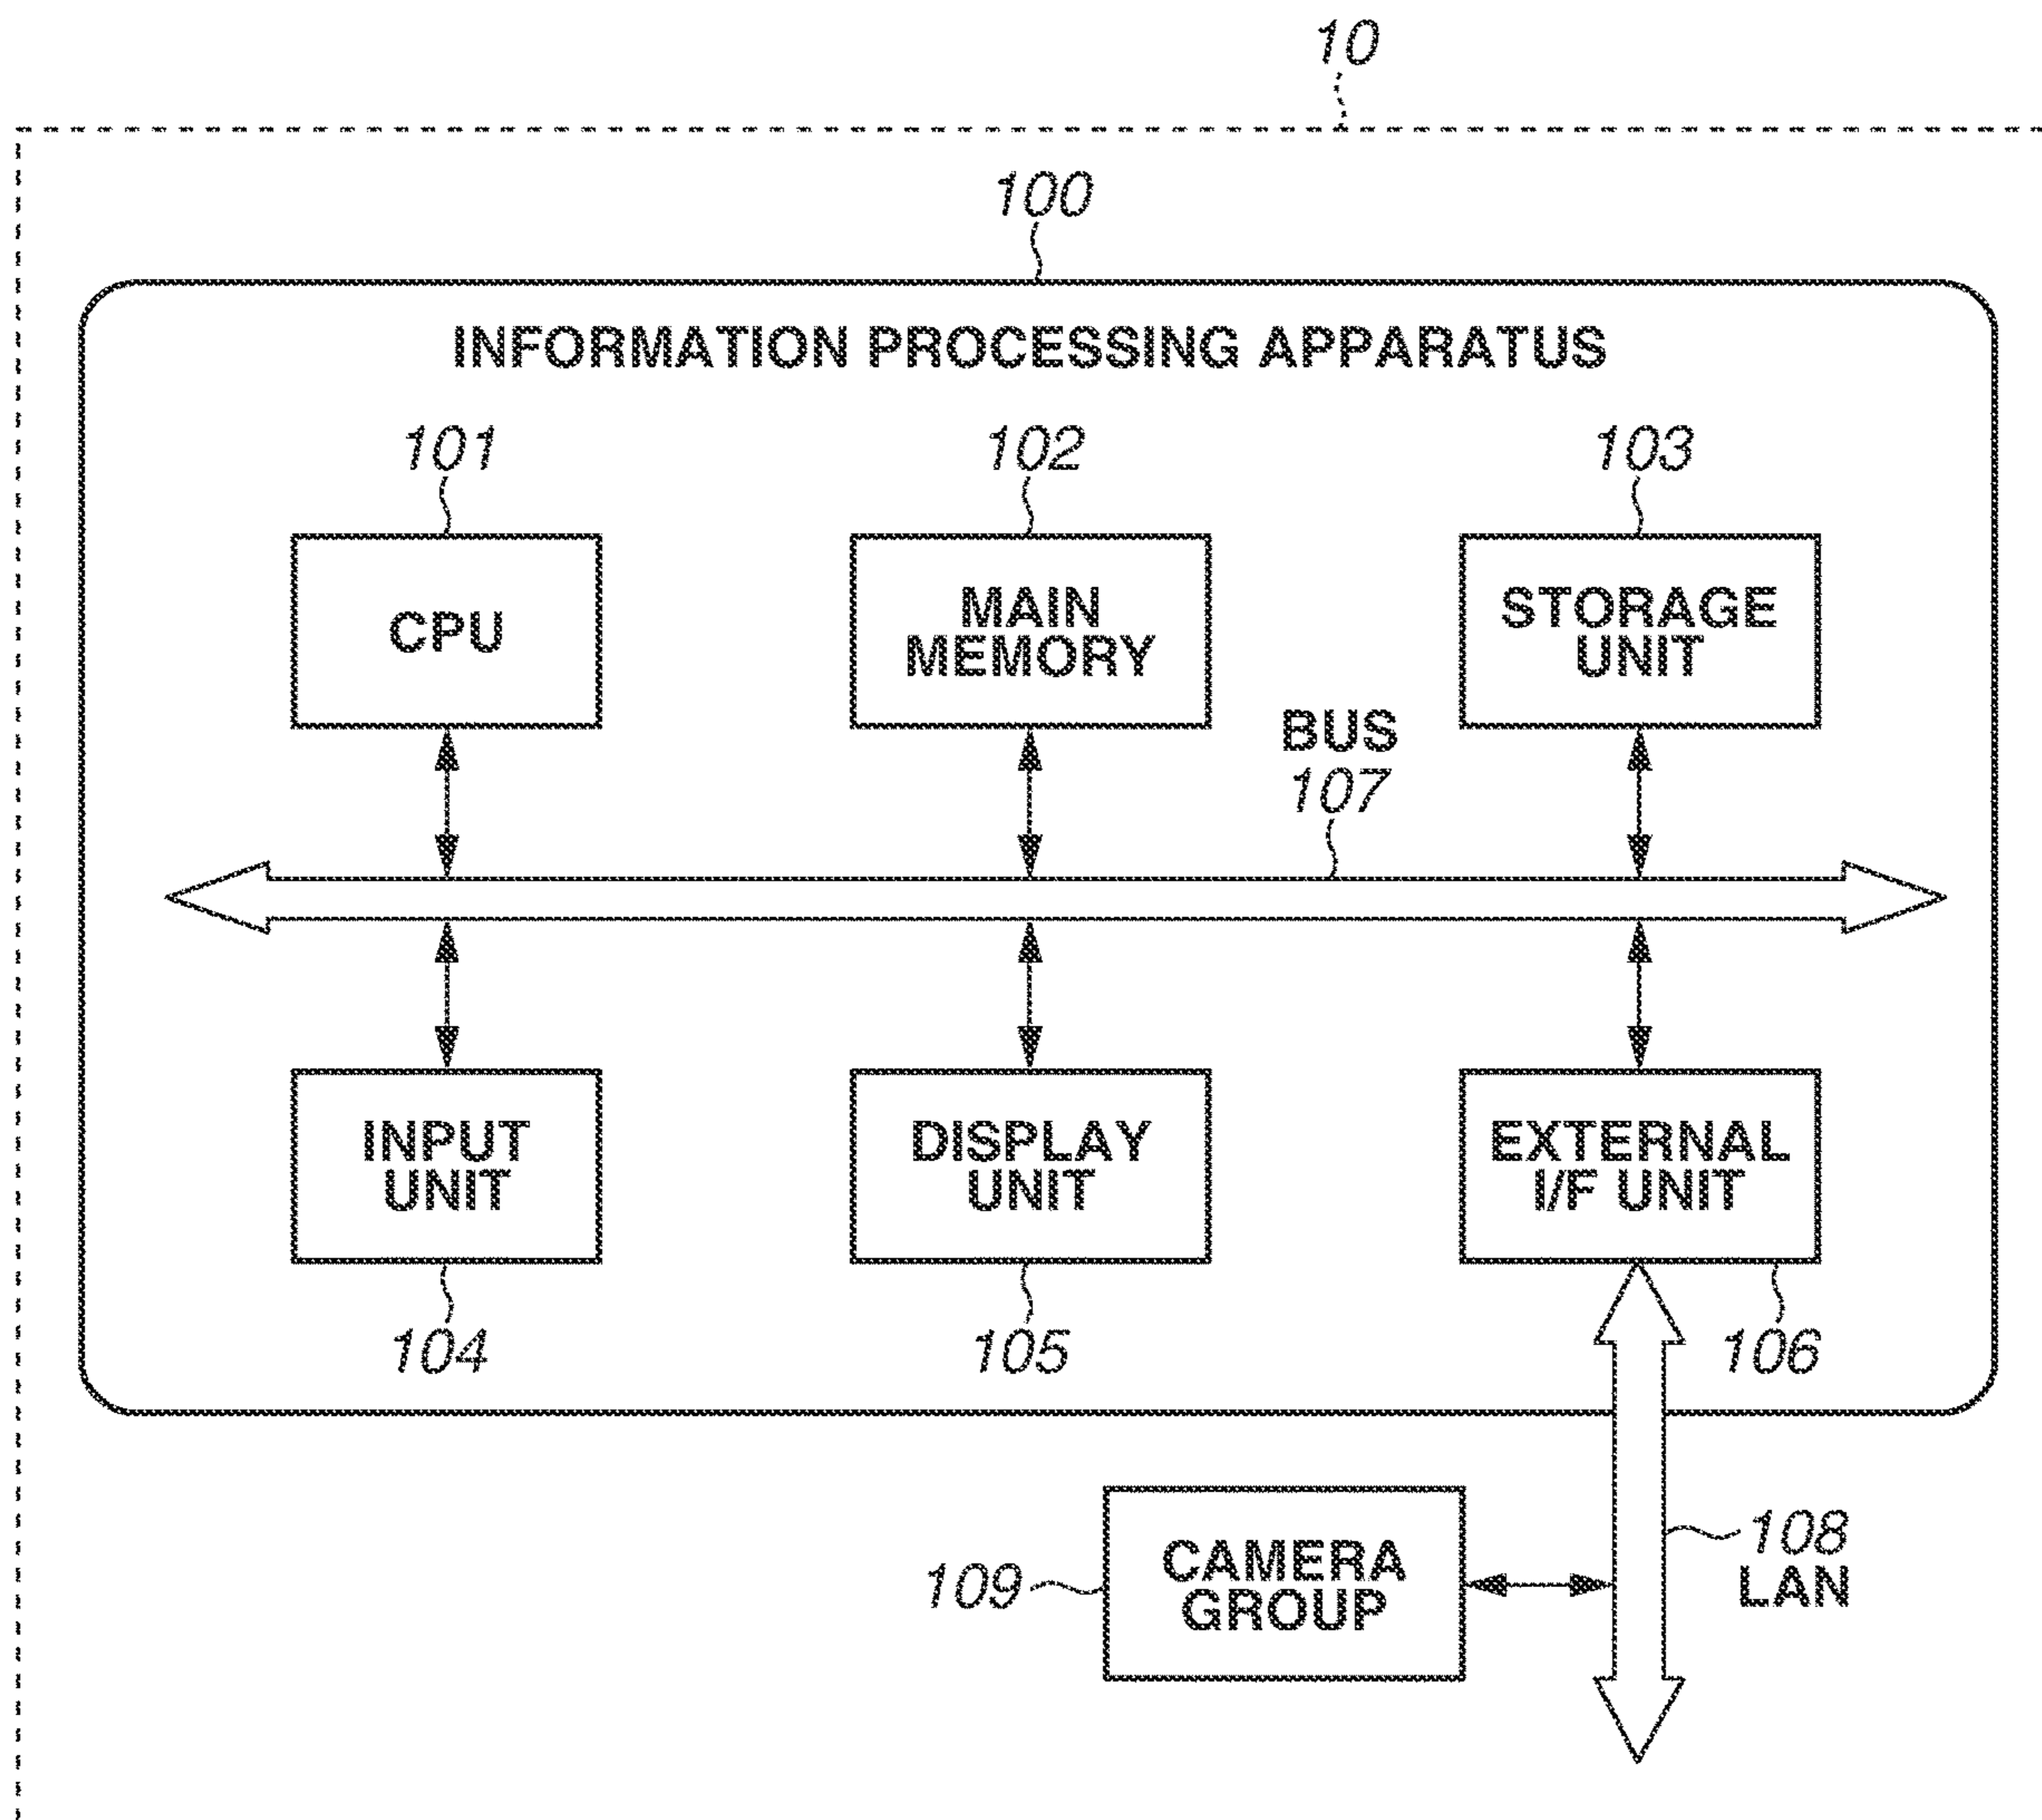 10
100
INFORMATION PROCESSING APPARATUS
101
102
103
CPU
MAIN
MEMORY
STORAGE
UNIT
BUS
107
INPUT
UNIT
DISPLAY
UNIT
EXTERNAL
I/F UNIT
104
105
106
109
CAMERA
GROUP
108
LAN